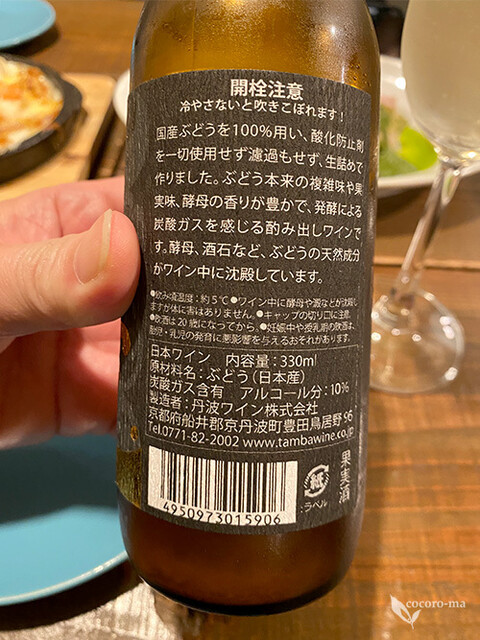 開栓注意
冷やさないと吹きこぼれます！
国産ぶどうを100%用い、酸化防止剤
を一切使用せず濾過もせず、生詰めで
作りました。ぶどう本来の複雑味や果
実味、酵母の香りが豊かで、発酵による
炭酸ガスを感じる酌み出しワインで
す。酵母、酒石など、ぶどうの天然成分
がワイン中に沈殿しています。
●飲み頃温度：約5℃●ワイン中に酵母や澱などが沈殿し
ますが体に害はありません。●キャップの切り口に注意。
●飲酒は20歳になってから。●妊娠中や授乳期の飲酒は、
胎児・乳児の発育に悪影響を与えるおそれがあります。
日本ワイン 内容量：330ml
原材料名：ぶどう(日本産)
炭酸ガス含有 アルコール分：10%
製造者：丹波ワイン株式会社
京都府船井郡京丹波町豊田鳥居野96
Tel.0771-82-2002 www.tambawine.co.jp
果実酒
紙
:ラベル
4950973015906
cocoro-ma